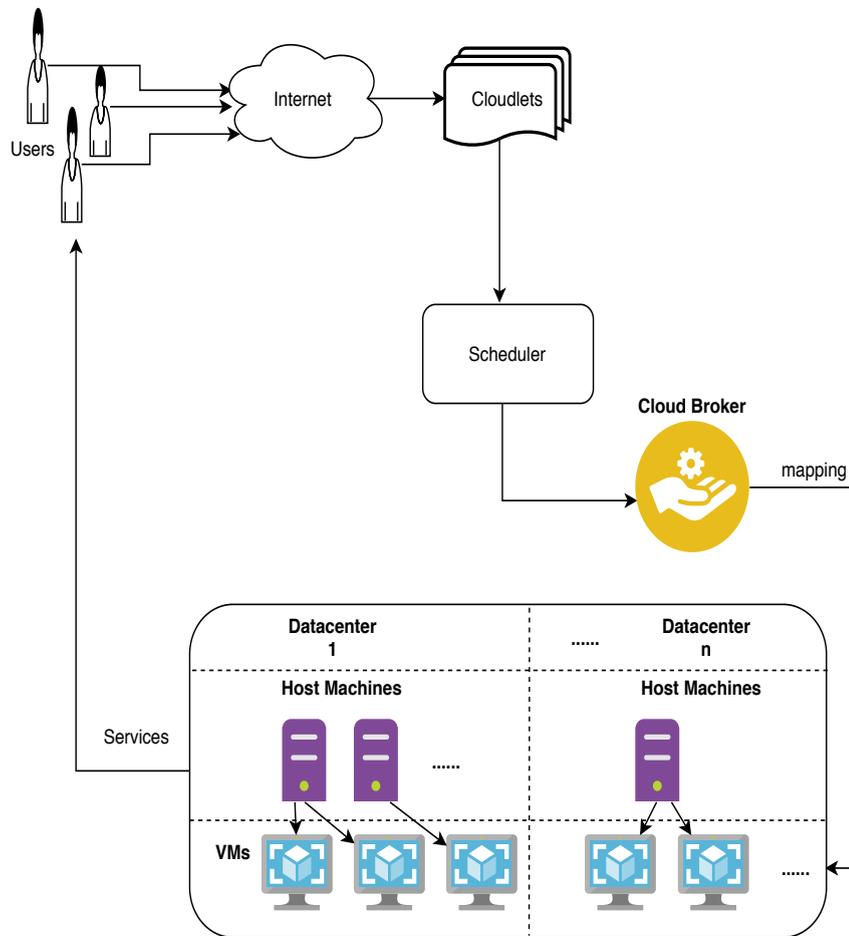 Internet
Cloudlets
Users
Scheduler
Cloud Broker
mapping
Datacenter
1
......
Datacenter
n
Host Machines
Host Machines
Services
......
VMs
......